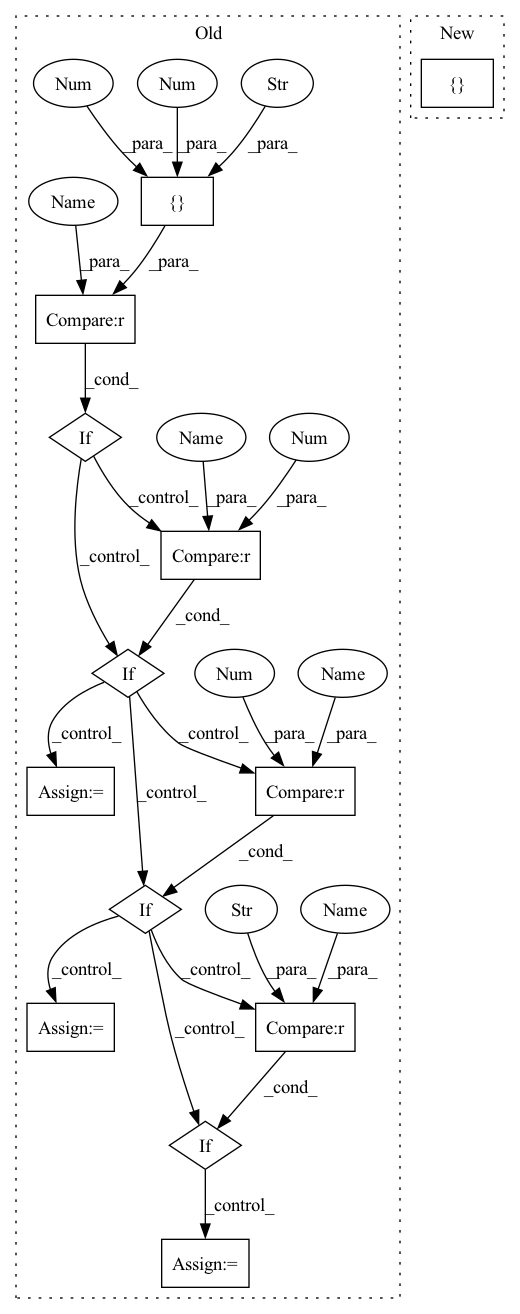 Old
New
Num
Num
Str
{}
_para_
_para_
_para_
Name
{}
_para_
_para_
Compare:r
_cond_
If
Name
Num
_control_
_para_
_para_
_control_
Compare:r
_cond_
If
Num
Name
_control_
_control_
_para_
_para_
Assign:=
_control_
Compare:r
_cond_
If
Str
Name
_control_
_control_
_para_
_para_
Assign:=
_control_
Compare:r
_cond_
If
_control_
Assign:=